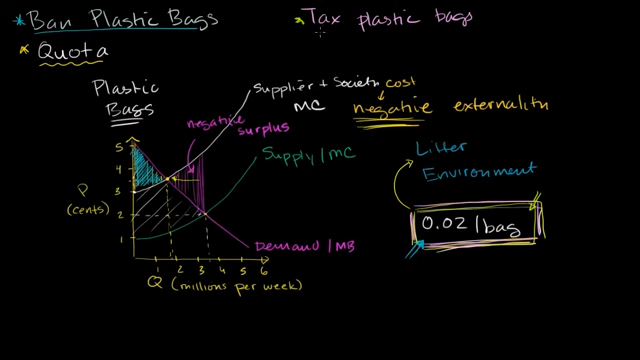 * Ban Plastic Bags
* Tax plastic bags
* Quota
Plastic Bags
supplier + Society cost
MC
negative externality
negative surplus
Supply/MC
Litter
Environment
0.02/bag
Demand/MB
P (cents)
5
4
3
2
1
1 2 3 4 5 6
Q (millions per week)